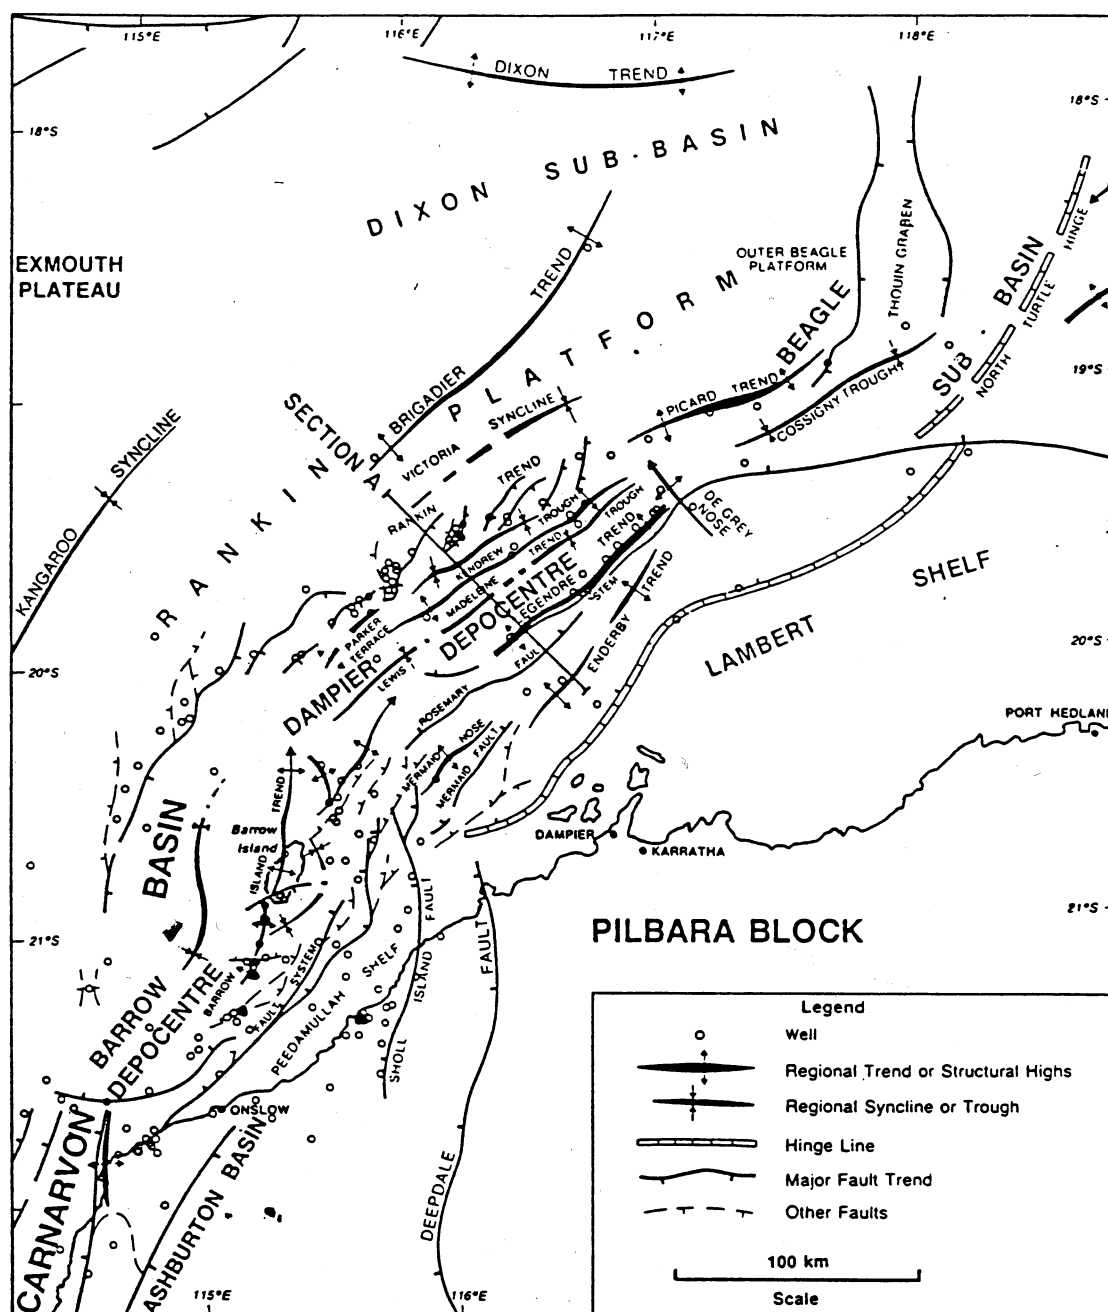 115°E
116°E
117°E
118°E
DIXON TREND
18°S
18°S
DIXON SUB-BASIN
EXMOUTH
PLATEAU
BRIGADIER TREND
OUTER BEAGLE
PLATFORM
THOUIN GRABEN
BEAGLE SUB BASIN
NORTH TURTLE HINGE
19°S
RANKIN PLATFORM
KANGAROO SYNCLINE
SECTION A
VICTORIA SYNCLINE
PICARD TREND
COSSIGNY TROUGH
RANKIN TREND
KENDREW TROUGH
MADELEINE TREND
TROUGH
LEGENDRE TREND
DE GREY
NOSE
PARKER
TERRACE
LEWIS
DAMPIER DEPOCENTRE
ROSEMARY FAUL STEM
ENDERBY TREND
LAMBERT SHELF
20°S
20°S
PORT HEDLAN
MERMAID NOSE
MERMAID FAULT
DAMPIER
KARRATHA
BARROW ISLAND TREND
Barrow
Island
BASIN
21°S
21°S
PILBARA BLOCK
BARROW
DEPOCENTRE
FAULT SYSTEMO
PEEDAMULLAH SHELF
SHOLL ISLAND FAULT
DEEPDALE FAULT
ONSLOW
CARNARVON
ASHBURTON BASIN
115°E
116°E
Legend
Well
Regional Trend or Structural Highs
Regional Syncline or Trough
Hinge Line
Major Fault Trend
Other Faults
100 km
Scale